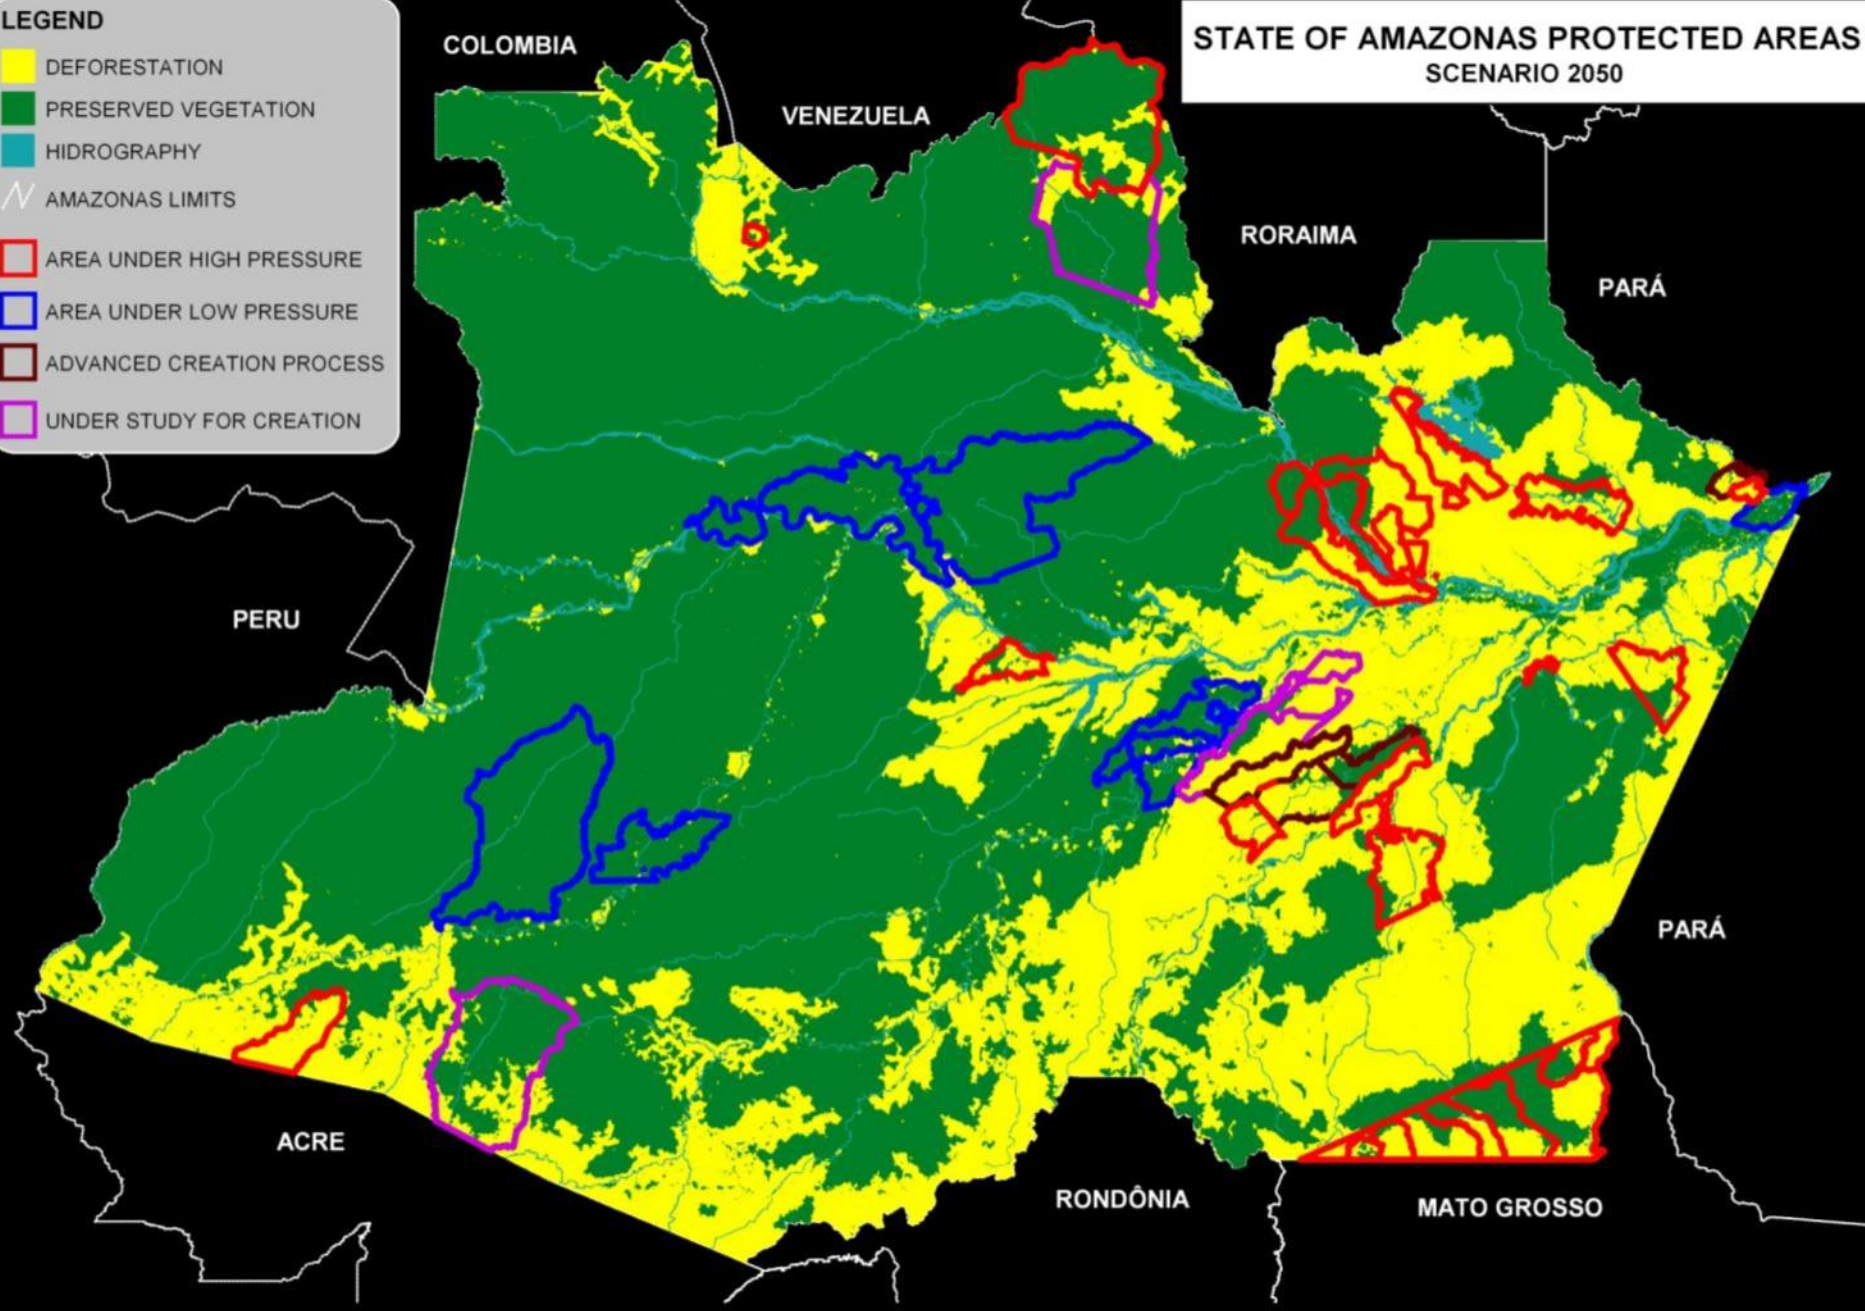 LEGEND
DEFORESTATION
PRESERVED VEGETATION
HIDROGRAPHY
AMAZONAS LIMITS
AREA UNDER HIGH PRESSURE
AREA UNDER LOW PRESSURE
ADVANCED CREATION PROCESS
UNDER STUDY FOR CREATION
STATE OF AMAZONAS PROTECTED AREAS
SCENARIO 2050
COLOMBIA
VENEZUELA
RORAIMA
PARÁ
PERU
PARÁ
ACRE
RONDÔNIA
MATO GROSSO